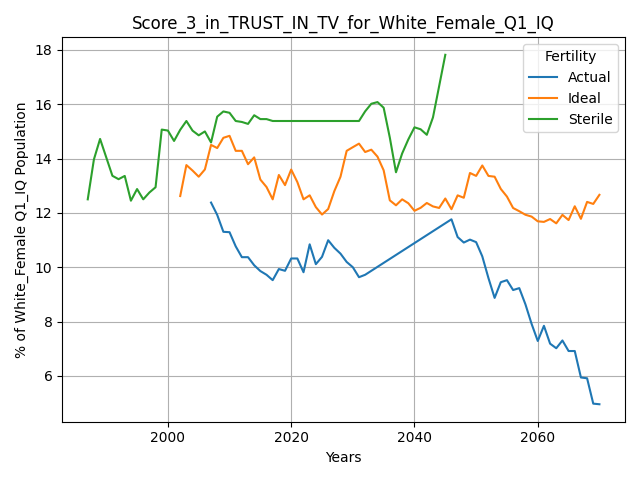 Score_3_in_TRUST_IN_TV_for_White_Female_Q1_IQ
Fertility
Actual
Ideal
Sterile
% of White_Female Q1_IQ Population
18
16
14
12
10
8
6
2000
2020
2040
2060
Years